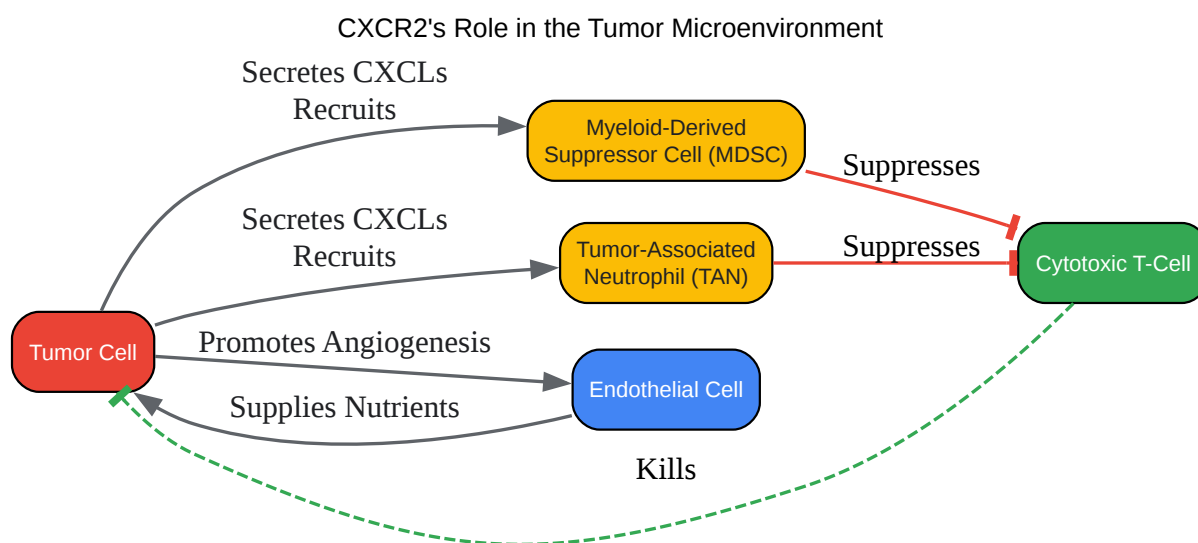 CXCR2's Role in the Tumor Microenvironment
Secretes CXCLs
Recruits
Myeloid-Derived
Suppressor Cell (MDSC)
Suppresses
Secretes CXCLs
Recruits
Tumor-Associated
Neutrophil (TAN)
Suppresses
Cytotoxic T-Cell
Tumor Cell
Promotes Angiogenesis
Endothelial Cell
Supplies Nutrients
Kills